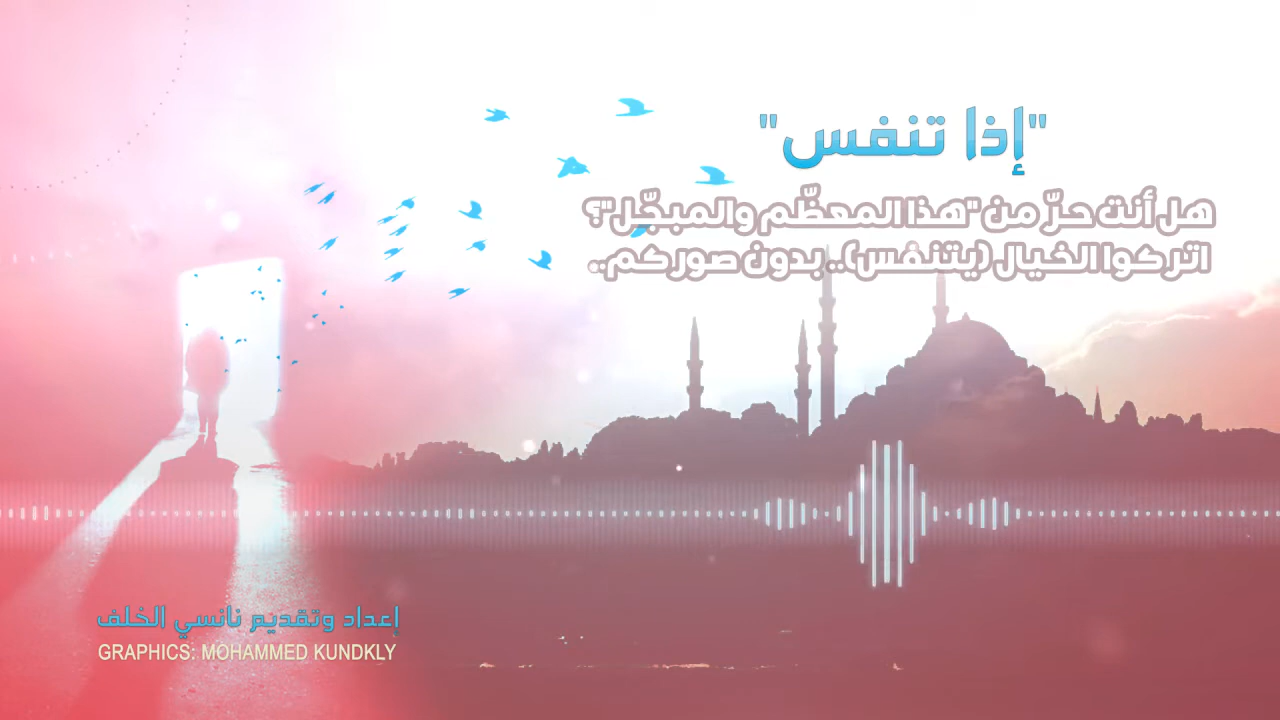 "إذا تنفس"
هل أنت حرّ من "هذا المعظّم والمبجّل"؟
اتركوا الخيال (يتنفس).. بدون صوركم..
إعداد وتقديم نانسي الخلف
GRAPHICS: MOHAMMED KUNDKLY